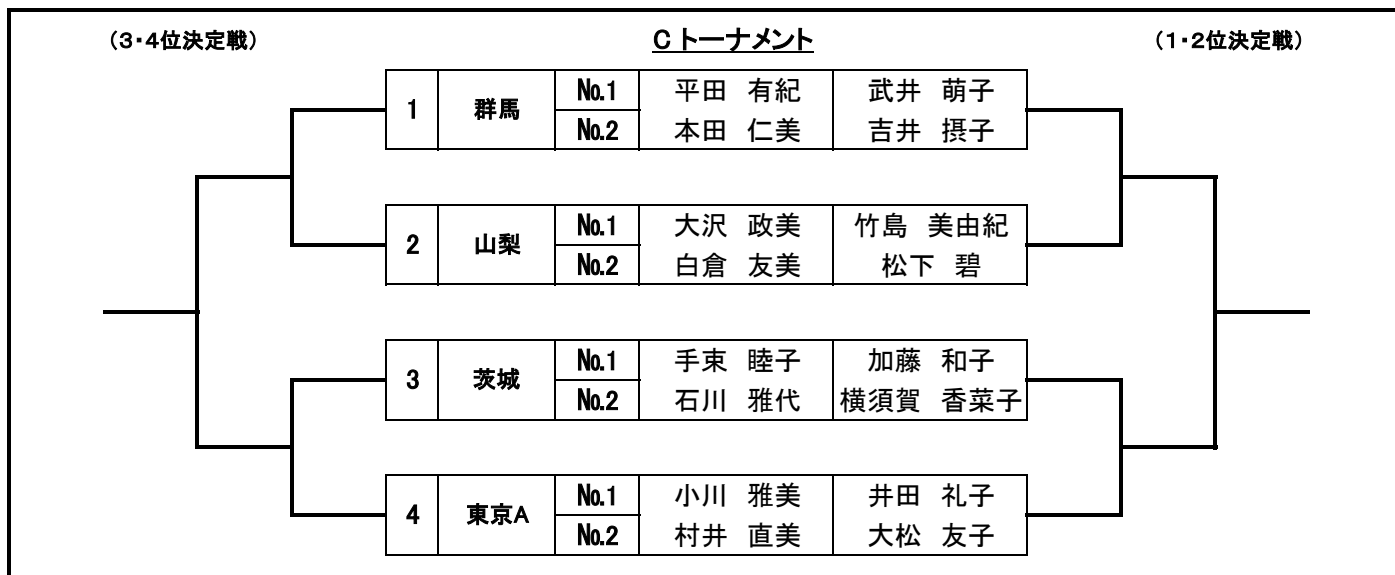 (3・4位決定戦) Cトーナメント (1・2位決定戦)
1 群馬 No.1 平田 有紀 武井 萌子
No.2 本田 仁美 吉井 摂子
2 山梨 No.1 大沢 政美 竹島 美由紀
No.2 白倉 友美 松下 碧
3 茨城 No.1 手束 睦子 加藤 和子
No.2 石川 雅代 横須賀 香菜子
4 東京A No.1 小川 雅美 井田 礼子
No.2 村井 直美 大松 友子